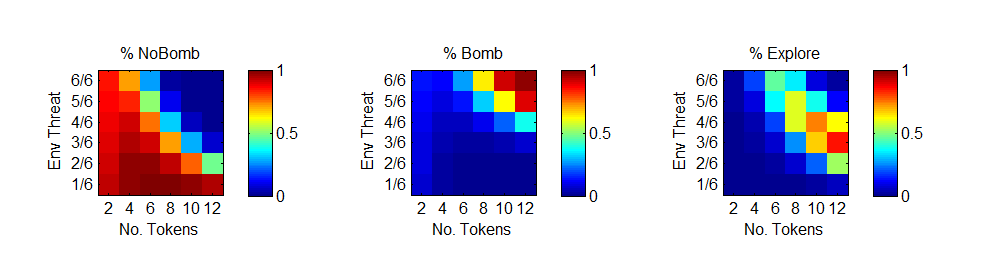 % NoBomb
Env Threat
6/6
5/6
4/6
3/6
2/6
1/6
2 4 6 8 10 12
No. Tokens
1
0.5
0
% Bomb
Env Threat
6/6
5/6
4/6
3/6
2/6
1/6
2 4 6 8 10 12
No. Tokens
1
0.5
0
% Explore
Env Threat
6/6
5/6
4/6
3/6
2/6
1/6
2 4 6 8 10 12
No. Tokens
1
0.5
0